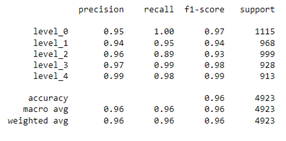 precision recall f1-score support
level_0 0.95 1.00 0.97 1115
level_1 0.94 0.95 0.94 968
level_2 0.96 0.89 0.93 999
level_3 0.97 0.99 0.98 928
level_4 0.99 0.98 0.99 913
accuracy 0.96 4923
macro avg 0.96 0.96 0.96 4923
weighted avg 0.96 0.96 0.96 4923